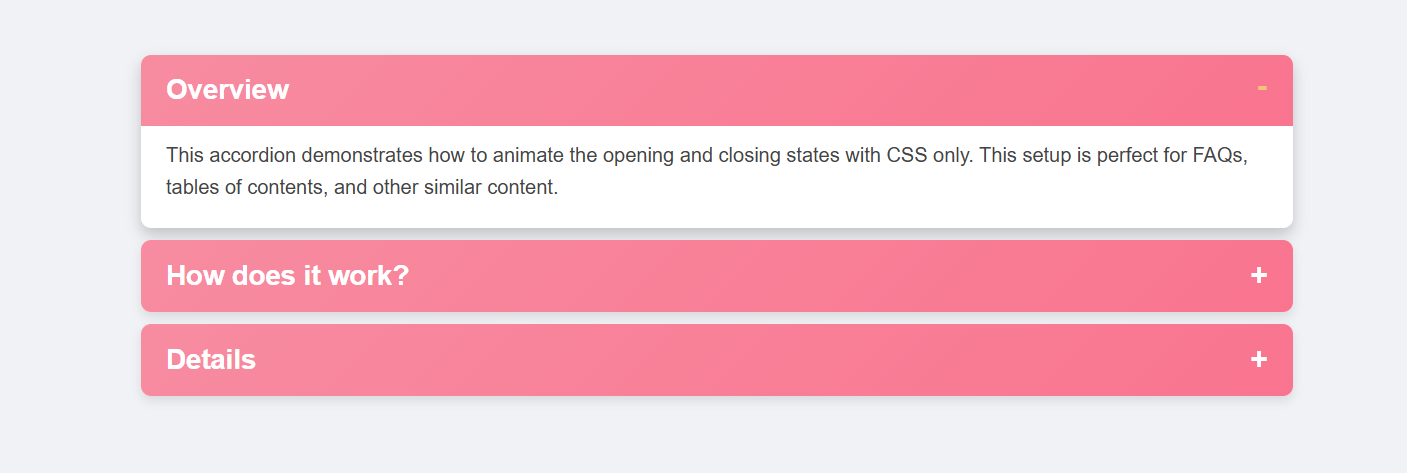 Overview -
This accordion demonstrates how to animate the opening and closing states with CSS only. This setup is perfect for FAQs,
tables of contents, and other similar content.
How does it work? +
Details +